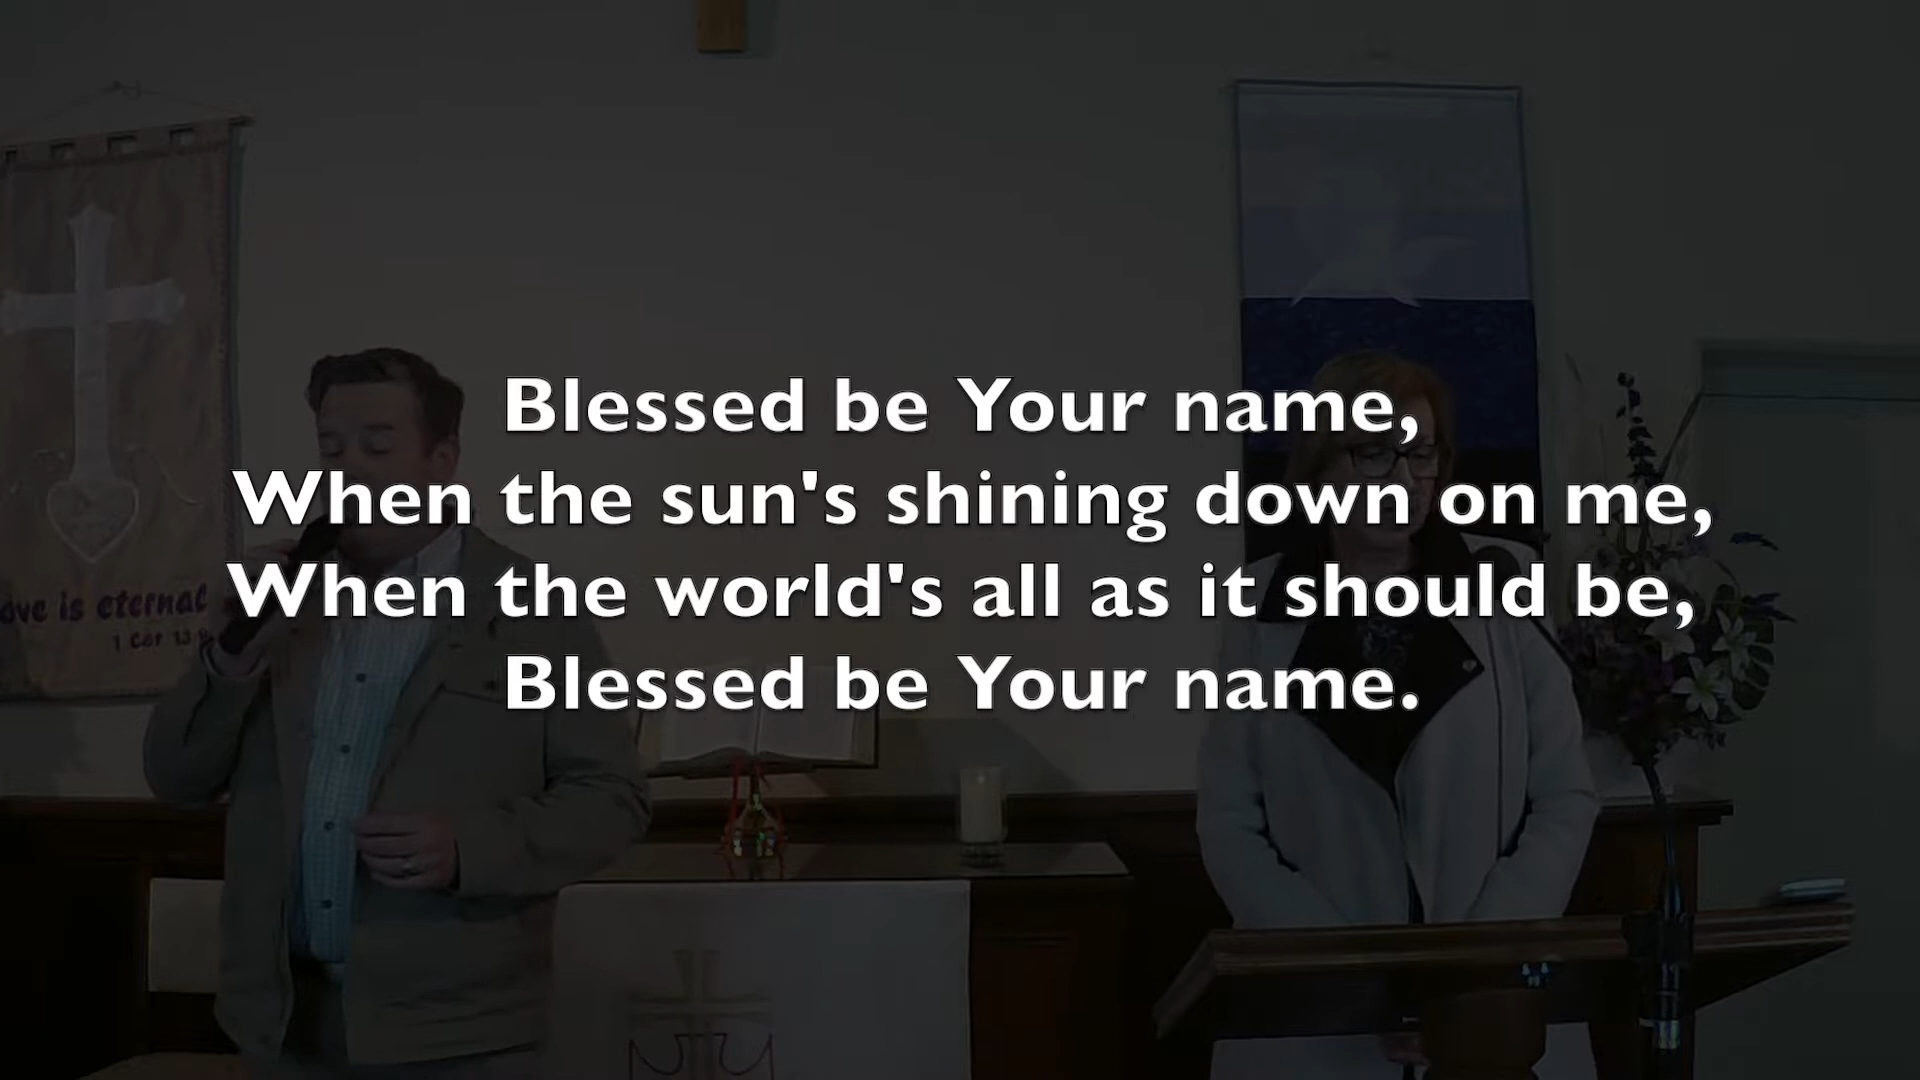 Blessed be Your name,
When the sun's shining down on me,
When the world's all as it should be,
Blessed be Your name.
is eternal
1 Cor 13